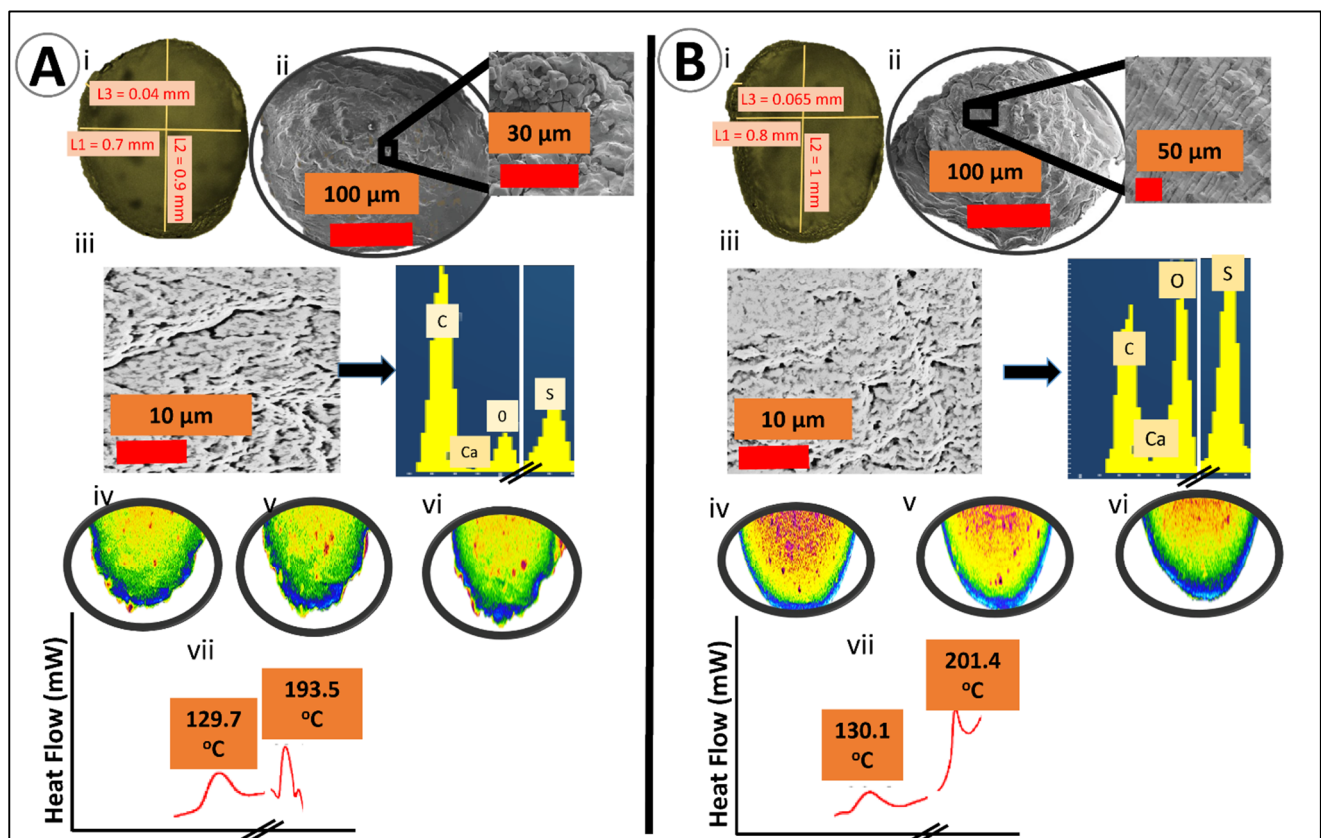 A
i
L3 = 0.04 mm
L1 = 0.7 mm
L2 = 0.9 mm
ii
100 µm
30 µm
iii
10 µm
C
Ca
O
S
iv
v
vi
vii
Heat Flow (mW)
129.7
oC
193.5
oC
B
i
L3 = 0.065 mm
L1 = 0.8 mm
L2 = 1 mm
ii
100 µm
50 µm
iii
10 µm
C
Ca
O
S
iv
v
vi
vii
Heat Flow (mW)
130.1
oC
201.4
oC